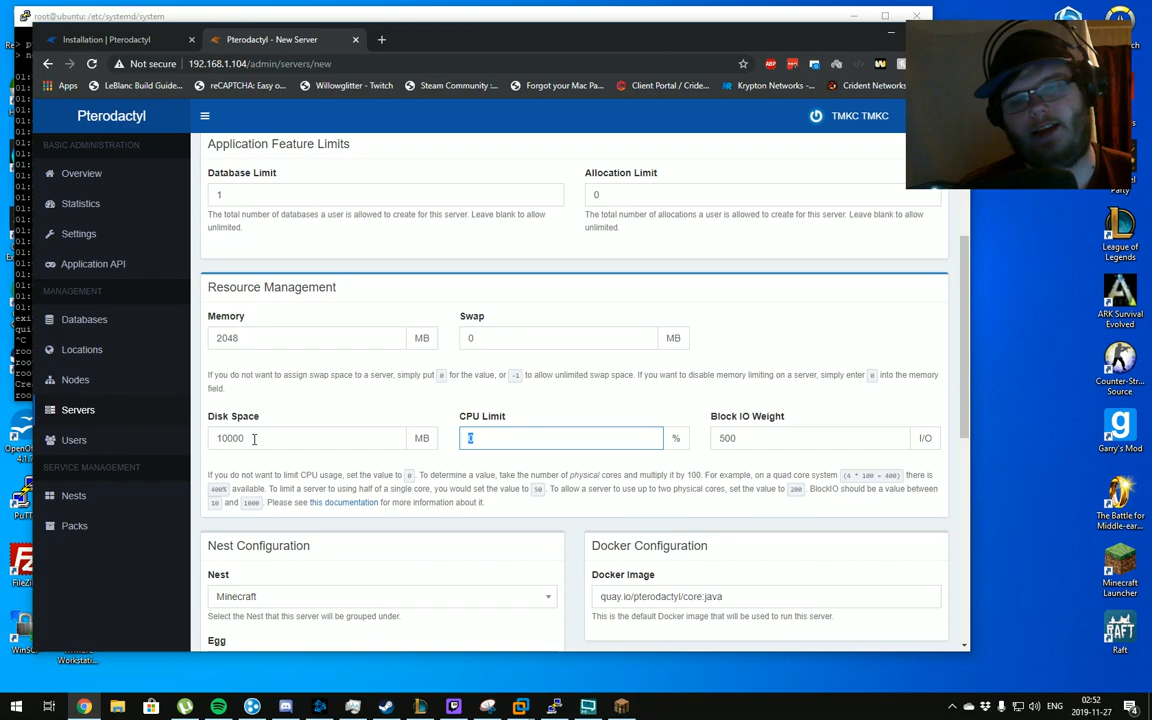 root@ubuntu: /etc/systemd/system
Installation | Pterodactyl
Pterodactyl - New Server
Not secure 192.168.1.104/admin/servers/new
Apps LeBlanc Build Guide... reCAPTCHA: Easy o... Willowglitter - Twitch Steam Community :... Forgot your Mac Pa... Client Portal / Cride... Krypton Networks -... Crident Networks...
Pterodactyl
TMKC TMKC
BASIC ADMINISTRATION
Overview
Statistics
Settings
Application API
MANAGEMENT
Databases
Locations
Nodes
Servers
Users
SERVICE MANAGEMENT
Nests
Packs
Application Feature Limits
Database Limit
1
The total number of databases a user is allowed to create for this server. Leave blank to allow
unlimited.
Allocation Limit
0
The total number of allocations a user is allowed to create for this server. Leave blank to allow
unlimited.
Resource Management
Memory
2048 MB
Swap
0 MB
If you do not want to assign swap space to a server, simply put 0 for the value, or -1 to allow unlimited swap space. If you want to disable memory limiting on a server, simply enter 0 into the memory
field.
Disk Space
10000 MB
CPU Limit
0 %
Block IO Weight
500 I/O
If you do not want to limit CPU usage, set the value to 0. To determine a value, take the number of physical cores and multiply it by 100. For example, on a quad core system (4 * 100 = 400) there is
400% available. To limit a server to using half of a single core, you would set the value to 50. To allow a server to use up to two physical cores, set the value to 200. BlockIO should be a value between
10 and 1000. Please see this documentation for more information about it.
Nest Configuration
Nest
Minecraft
Select the Nest that this server will be grouped under.
Egg
Docker Configuration
Docker Image
quay.io/pterodactyl/core:java
This is the default Docker image that will be used to run this server.
Party
League of
Legends
ARK Survival
Evolved
Counter-Str...
Source
Garry's Mod
The Battle for
Middle-ear...
Minecraft
Launcher
Raft
Workstati...
ENG
02:52
2019-11-27